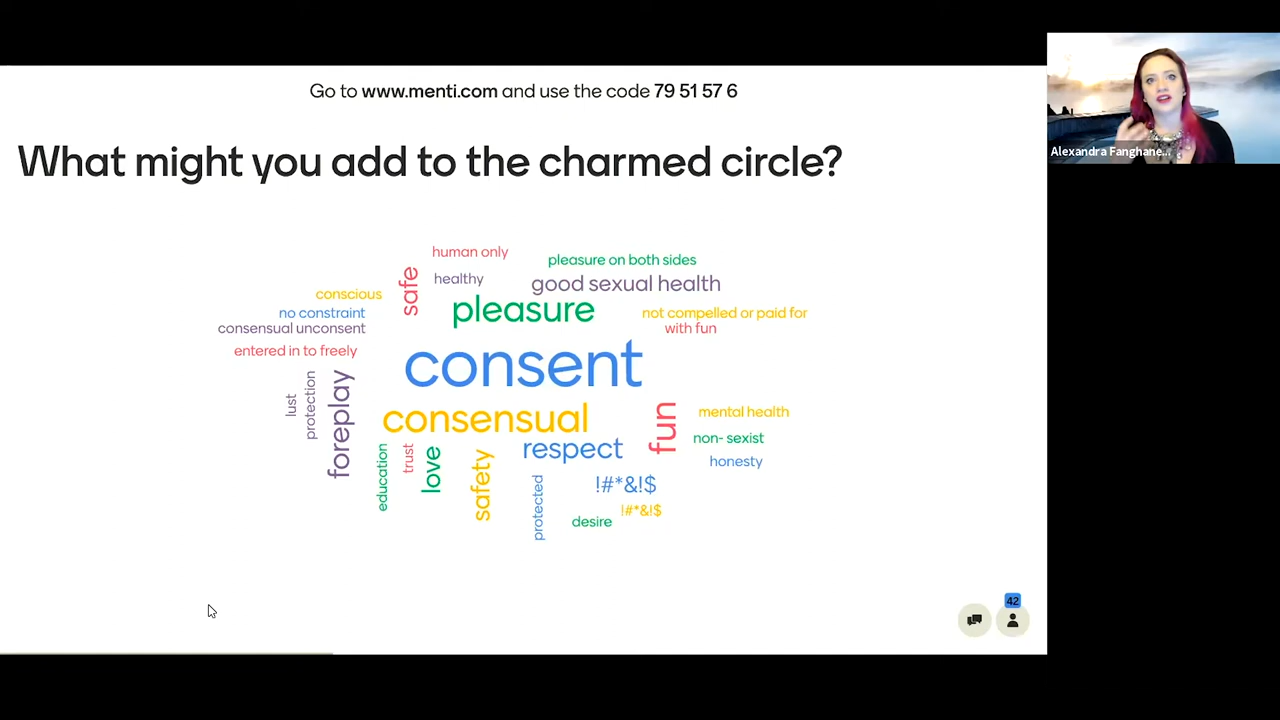 Go to www.menti.com and use the code 79 51 57 6
Alexandra Fanghane...
What might you add to the charmed circle?
human only
pleasure on both sides
safe
healthy
good sexual health
conscious
pleasure
no constraint
not compelled or paid for
consensual unconsent
with fun
entered in to freely
consent
lust
protection
foreplay
consensual
fun
mental health
non- sexist
respect
honesty
education
trust
love
safety
protected
!#*&!$
!#*&!$
desire
42